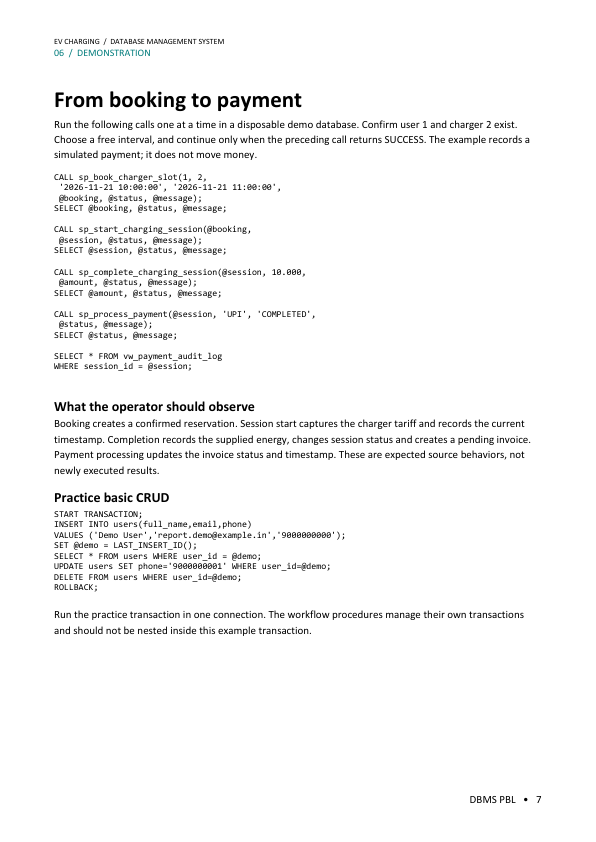 EV CHARGING / DATABASE MANAGEMENT SYSTEM
06 / DEMONSTRATION
From booking to payment
Run the following calls one at a time in a disposable demo database. Confirm user 1 and charger 2 exist.
Choose a free interval, and continue only when the preceding call returns SUCCESS. The example records a
simulated payment; it does not move money.
CALL sp_book_charger_slot(1, 2,
'2026-11-21 10:00:00', '2026-11-21 11:00:00',
@booking, @status, @message);
SELECT @booking, @status, @message;
CALL sp_start_charging_session(@booking,
@session, @status, @message);
SELECT @session, @status, @message;
CALL sp_complete_charging_session(@session, 10.000,
@amount, @status, @message);
SELECT @amount, @status, @message;
CALL sp_process_payment(@session, 'UPI', 'COMPLETED',
@status, @message);
SELECT @status, @message;
SELECT * FROM vw_payment_audit_log
WHERE session_id = @session;
What the operator should observe
Booking creates a confirmed reservation. Session start captures the charger tariff and records the current
timestamp. Completion records the supplied energy, changes session status and creates a pending invoice.
Payment processing updates the invoice status and timestamp. These are expected source behaviors, not
newly executed results.
Practice basic CRUD
START TRANSACTION;
INSERT INTO users(full_name,email,phone)
VALUES ('Demo User','report.demo@example.in','9000000000');
SET @demo = LAST_INSERT_ID();
SELECT * FROM users WHERE user_id = @demo;
UPDATE users SET phone='9000000001' WHERE user_id=@demo;
DELETE FROM users WHERE user_id=@demo;
ROLLBACK;
Run the practice transaction in one connection. The workflow procedures manage their own transactions
and should not be nested inside this example transaction.
DBMS PBL • 7